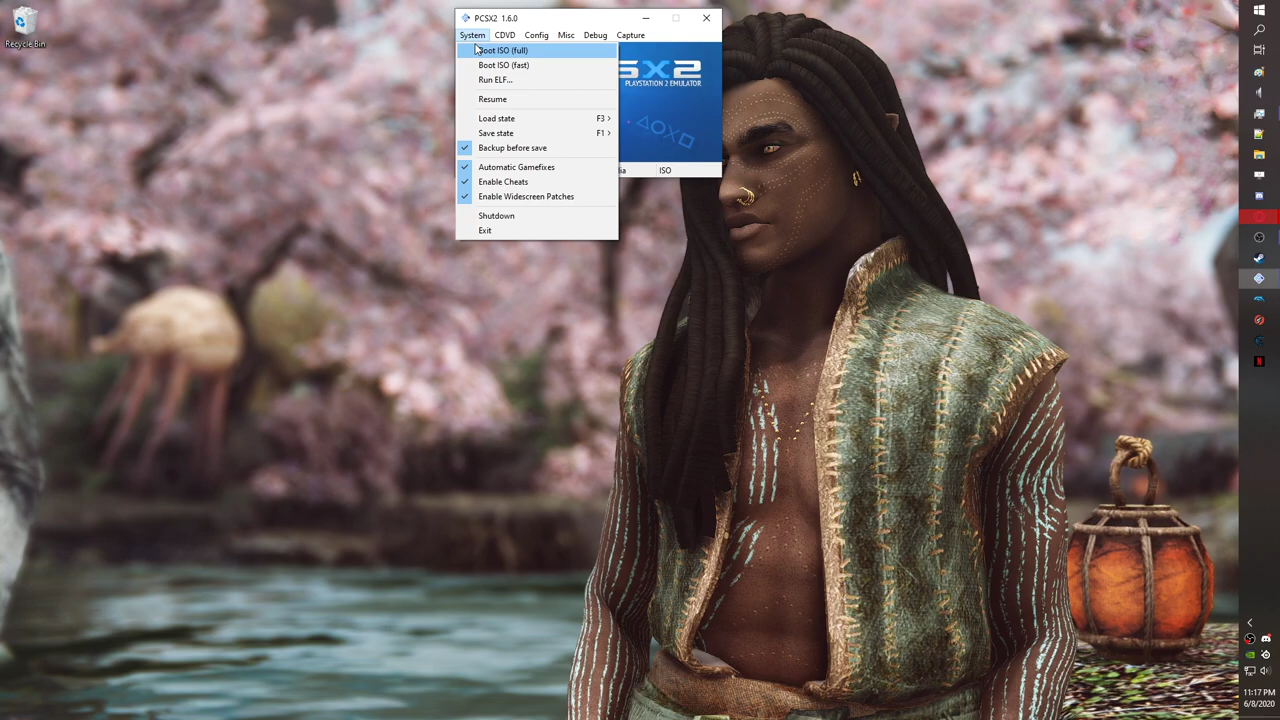 Recycle Bin
PCSX2 1.6.0
System CDVD Config Misc Debug Capture
Boot ISO (full)
Boot ISO (fast)
Run ELF...
Resume
Load state F3
Save state F1
Backup before save
Automatic Gamefixes
Enable Cheats
Enable Widescreen Patches
Shutdown
Exit
SX2
PLAYSTATION 2 EMULATOR
ISO
11:17 PM
6/8/2020